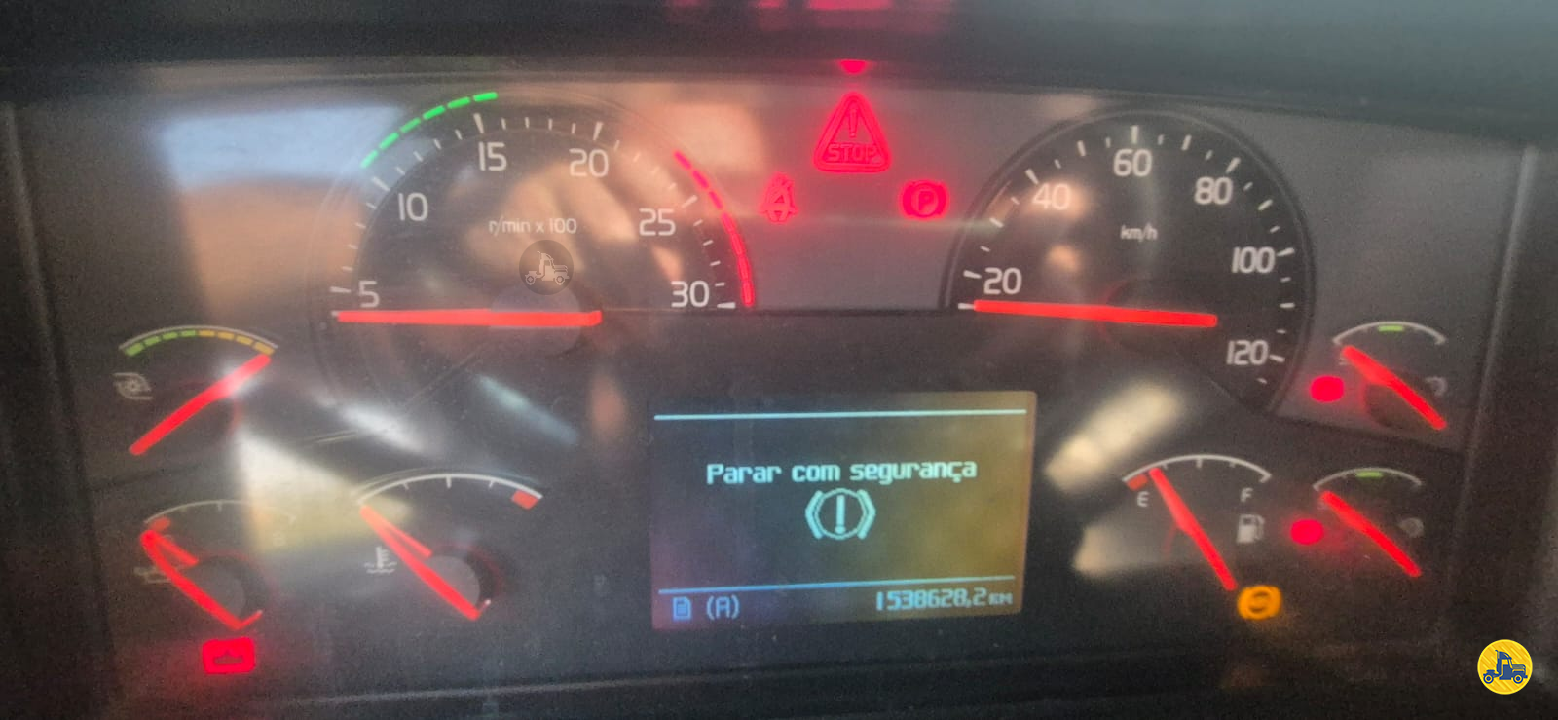 STOP
P
5 10 15 20 25 30
r/min x 100
20 40 60 80 100 120
km/h
Parar com segurança
(A) 1538628,2 KM
E F